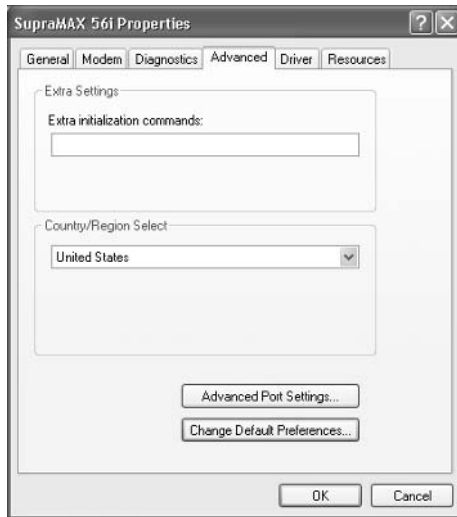 SupraMAX 56i Properties
General Modem Diagnostics Advanced Driver Resources
Extra Settings
Extra initialization commands:
Country/Region Select
United States
Advanced Port Settings...
Change Default Preferences...
OK Cancel